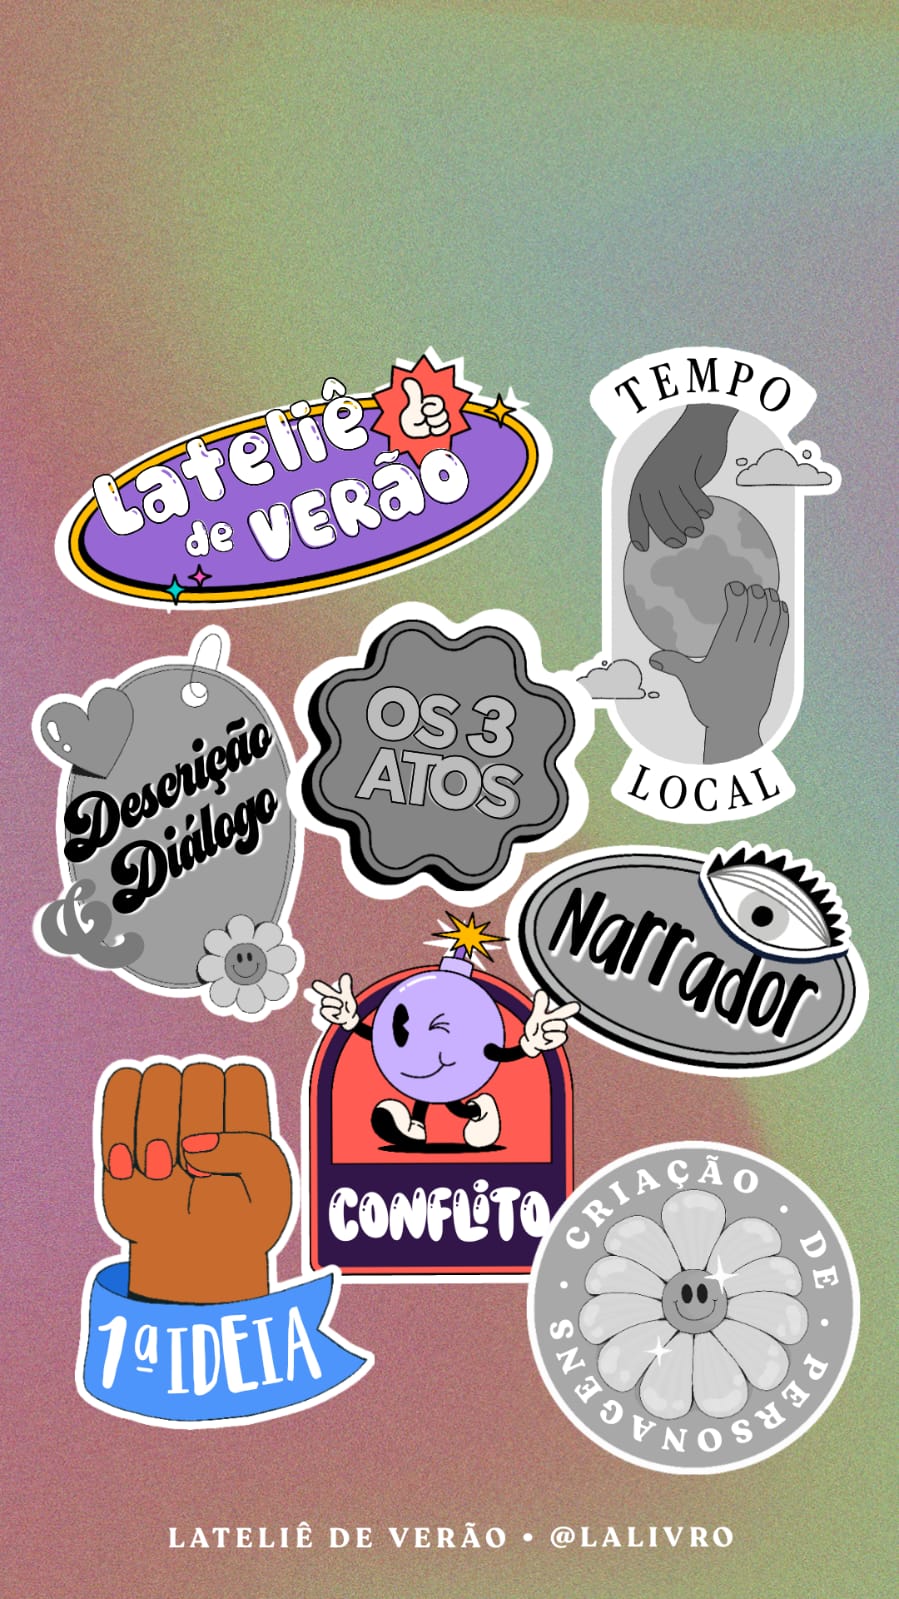 Lateliê
de VERÃO
TEMPO
LOCAL
OS 3
ATOS
Descrição
&
Diálogo
Narrador
CONFLITO
1ª IDEIA
CRIAÇÃO · DE · PERSONAGENS ·
LATELIÊ DE VERÃO • @LALIVRO